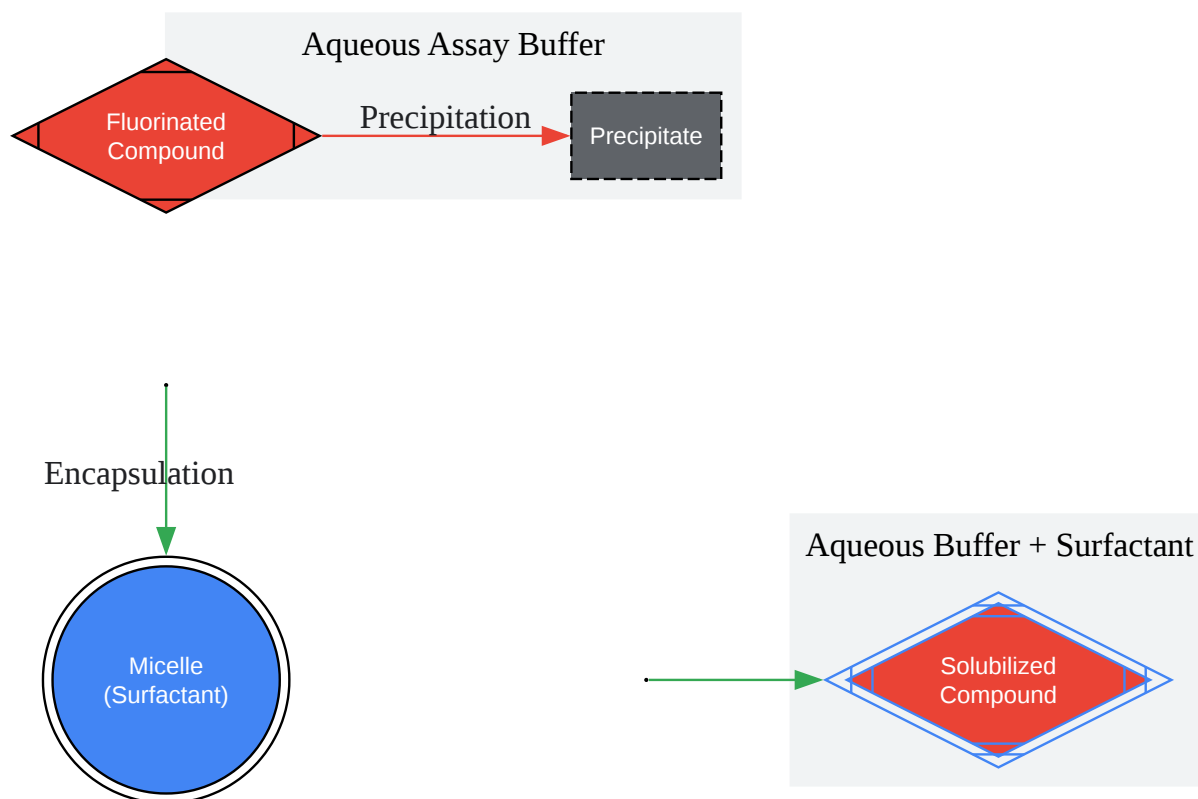 Aqueous Assay Buffer
Fluorinated
Compound
Precipitation
Precipitate
Encapsulation
Micelle
(Surfactant)
Aqueous Buffer + Surfactant
Solubilized
Compound